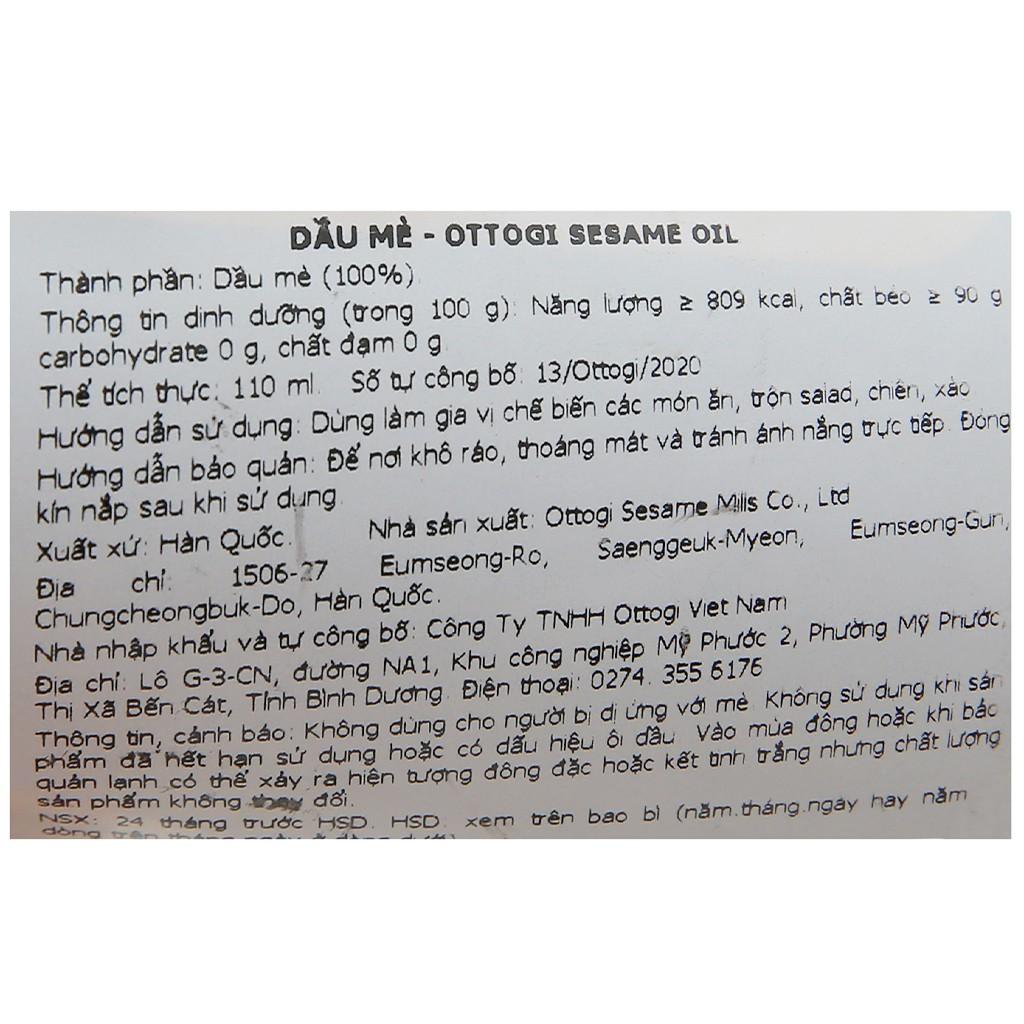 DẦU MÈ - OTTOGI SESAME OIL
Thành phần: Dầu mè (100%)
Thông tin dinh dưỡng (trong 100 g): Năng lượng ≥ 809 kcal, chất béo ≥ 90 g
carbohydrate 0 g, chất đạm 0 g
Thể tích thực: 110 ml. Số tự công bố: 13/Ottogi/2020
Hướng dẫn sử dụng: Dùng làm gia vị chế biến các món ăn, trộn salad, chiên, xào
Hướng dẫn bảo quản: Để nơi khô ráo, thoáng mát và tránh ánh nắng trực tiếp. Đóng
kín nắp sau khi sử dụng
Xuất xứ: Hàn Quốc. Nhà sản xuất: Ottogi Sesame Mills Co., Ltd
Địa chỉ: 1506-27 Eumseong-Ro, Saenggeuk-Myeon, Eumseong-Gun,
Chungcheongbuk-Do, Hàn Quốc.
Nhà nhập khẩu và tự công bố: Công Ty TNHH Ottogi Việt Nam
Địa chỉ: Lô G-3-CN, đường NA1, Khu công nghiệp Mỹ Phước 2, Phường Mỹ Phước,
Thị Xã Bến Cát, Tỉnh Bình Dương. Điện thoại: 0274. 355 6176
Thông tin, cảnh báo: Không dùng cho người bị dị ứng với mè. Không sử dụng khi sản
phẩm đã hết hạn sử dụng hoặc có dấu hiệu ôi dầu. Vào mùa đông hoặc khi bảo
quản lạnh có thể xảy ra hiện tượng đông đặc hoặc kết tinh trắng nhưng chất lượng
sản phẩm không thay đổi.
NSX: 24 tháng trước HSD. HSD: xem trên bao bì (năm.tháng.ngày hay năm